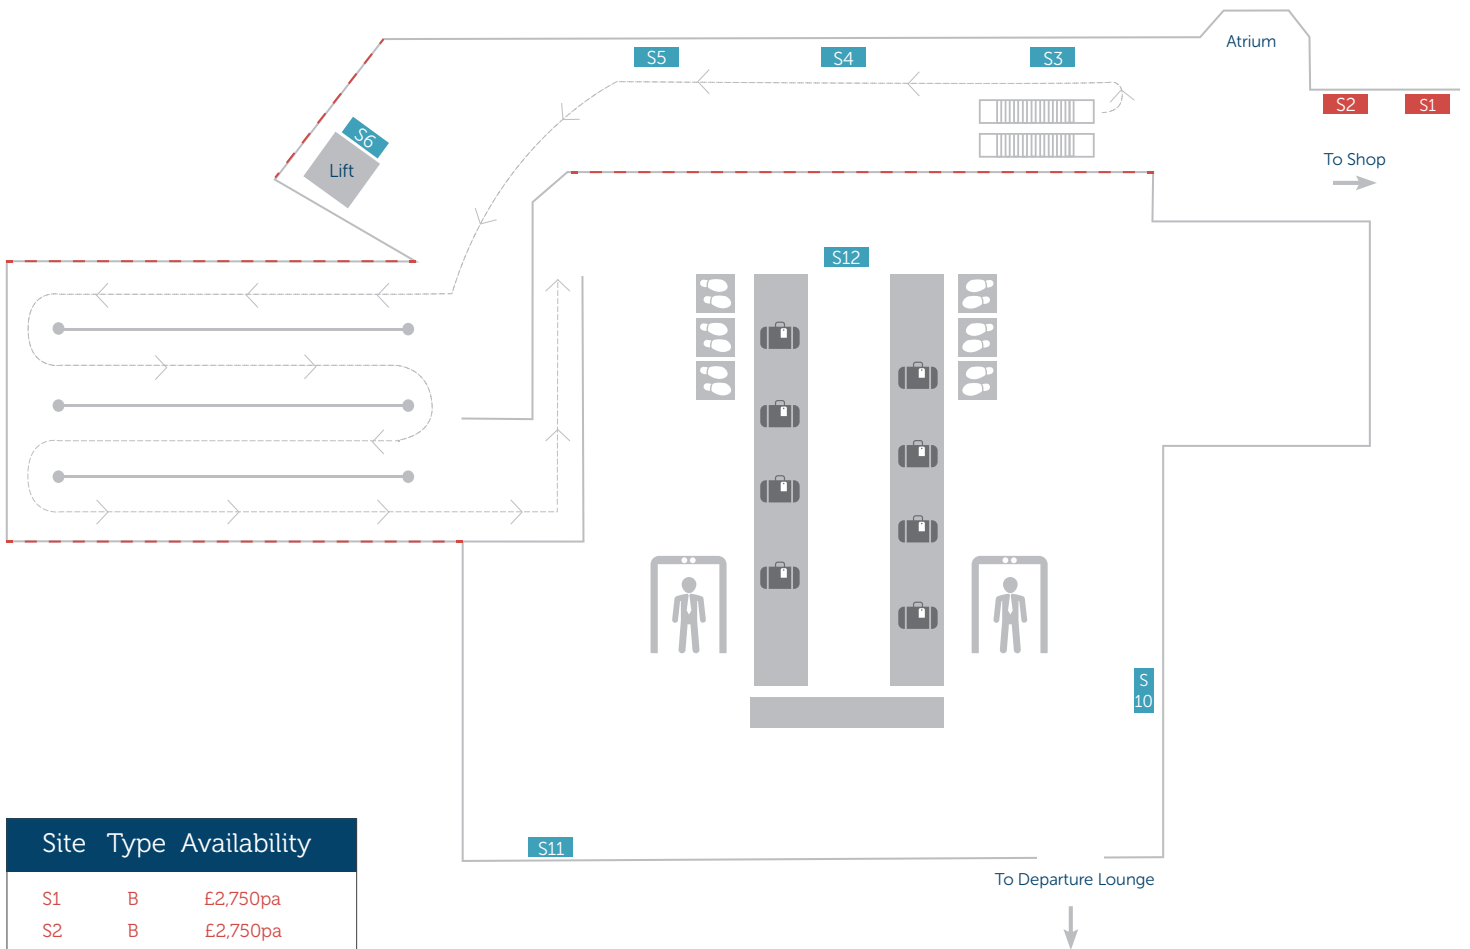 Atrium
S5
S4
S3
S2
S1
S6
Lift
To Shop
S12
S
10
S11
To Departure Lounge
Site Type Availability
S1 B £2,750pa
S2 B £2,750pa